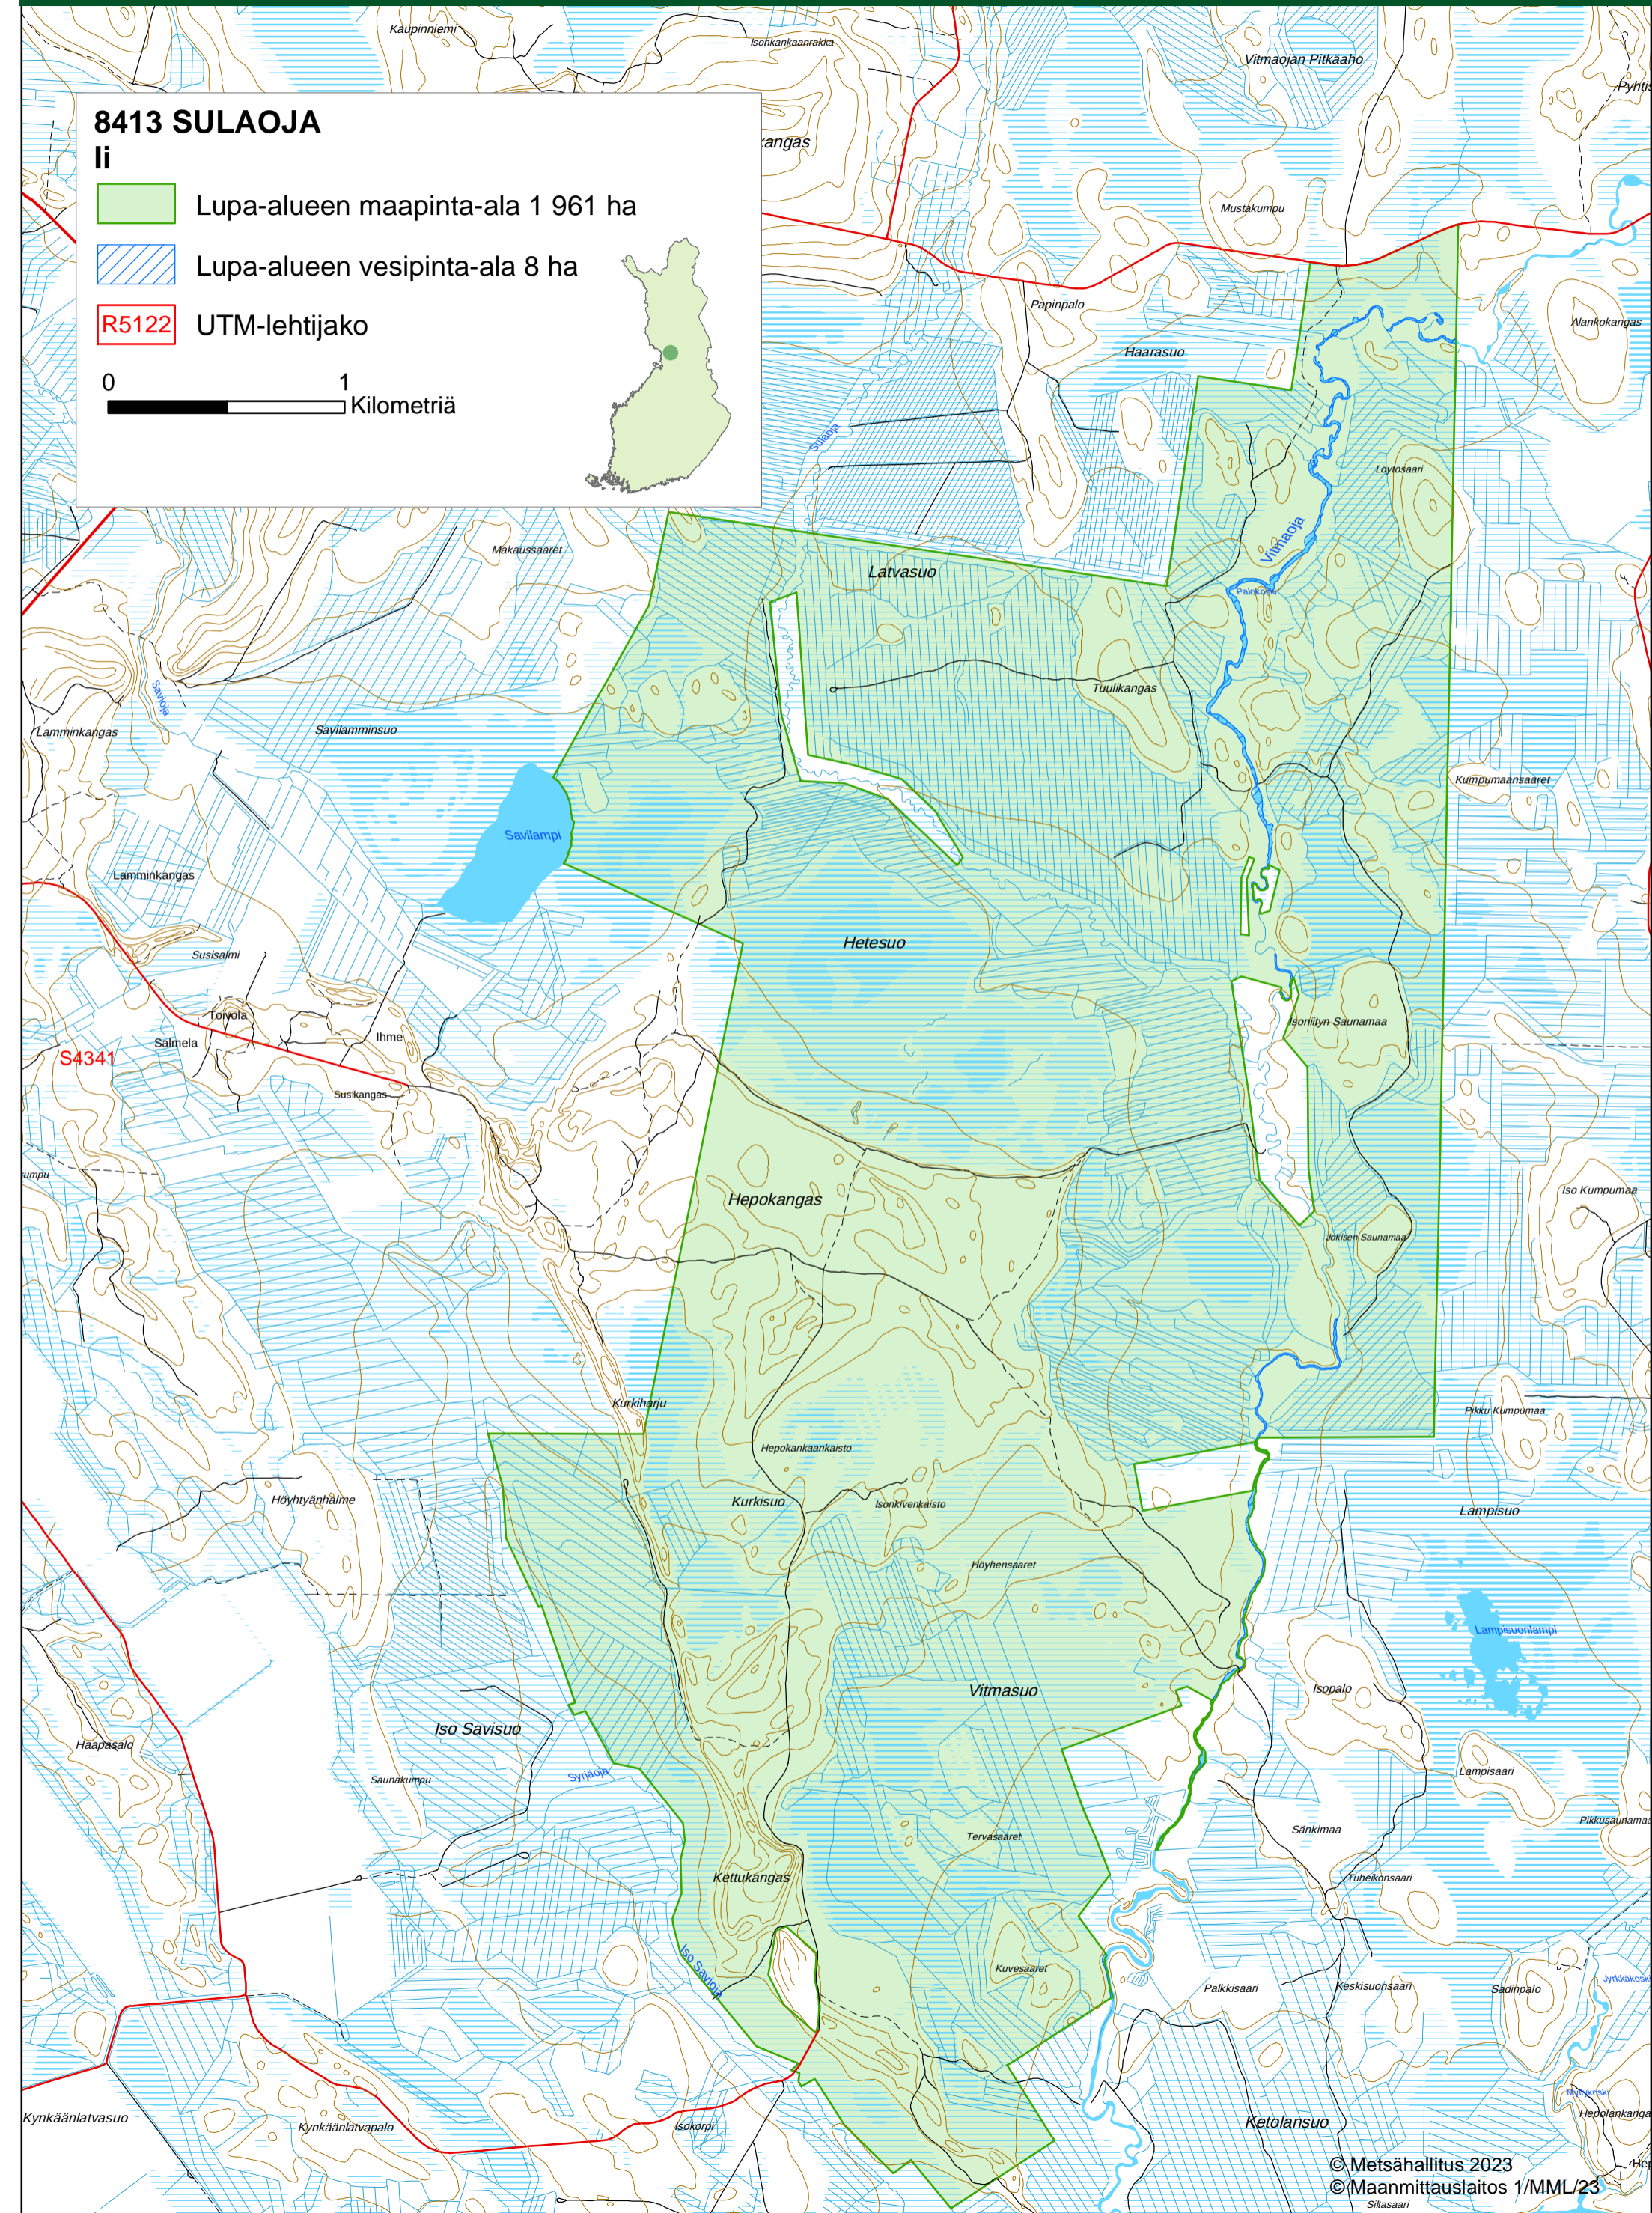 Kaupinniemi
Isonkankaanrakka
Vitmaojan Pitkäaho
8413 SULAOJA
Ii
Lupa-alueen maapinta-ala 1 961 ha
Lupa-alueen vesipinta-ala 8 ha
R5122 UTM-lehtijako
0 1
Kilometriä
Mustakumpu
Papinpalo
Haarasuo
Alankokangas
Sulaoja
Löytösaari
Makaussaaret
Vitmaoja
Latvasuo
Savioja
Tuulikangas
Lamminkangas
Savilamminsuo
Kumpumaansaaret
Savilampi
Lamminkangas
Hetesuo
Susisalmi
Toivola
Isoniityn Saunamaa
Ihme
Salmela
S4341
Susikangas
umpu
Iso Kumpumaa
Hepokangas
Jokisen Saunamaa
Kurkiharju
Pikku Kumpumaa
Hepokankaankaisto
Höyhtyänhalme
Kurkisuo
Isonkivenkaisto
Lampisuo
Höyhensaaret
Lampisuonlampi
Vitmasuo
Isopalo
Iso Savisuo
Haapasalo
Lampisaari
Syrjäoja
Saunakumpu
Pikkusaunamaa
Sänkimaa
Tervasaaret
Kettukangas
Tuheikonsaari
Iso Savioja
Kuvesaaret
Jyrkkäkoski
Palkkisaari
Keskisuonsaari
Sadinpalo
Myllykoski
Kynkäänlatvasuo
Kynkäänlatvapalo
Isokorpi
Ketolansuo
Hepolankanga
© Metsähallitus 2023
© Maanmittauslaitos 1/MML/23
Siltasaari